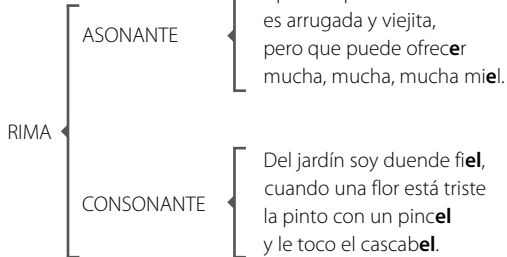 ASONANTE
es arrugada y viejita,
pero que puede ofrecer
mucha, mucha, mucha miel.
RIMA
CONSONANTE
Del jardín soy duende fiel,
cuando una flor está triste
la pinto con un pincel
y le toco el cascabel.